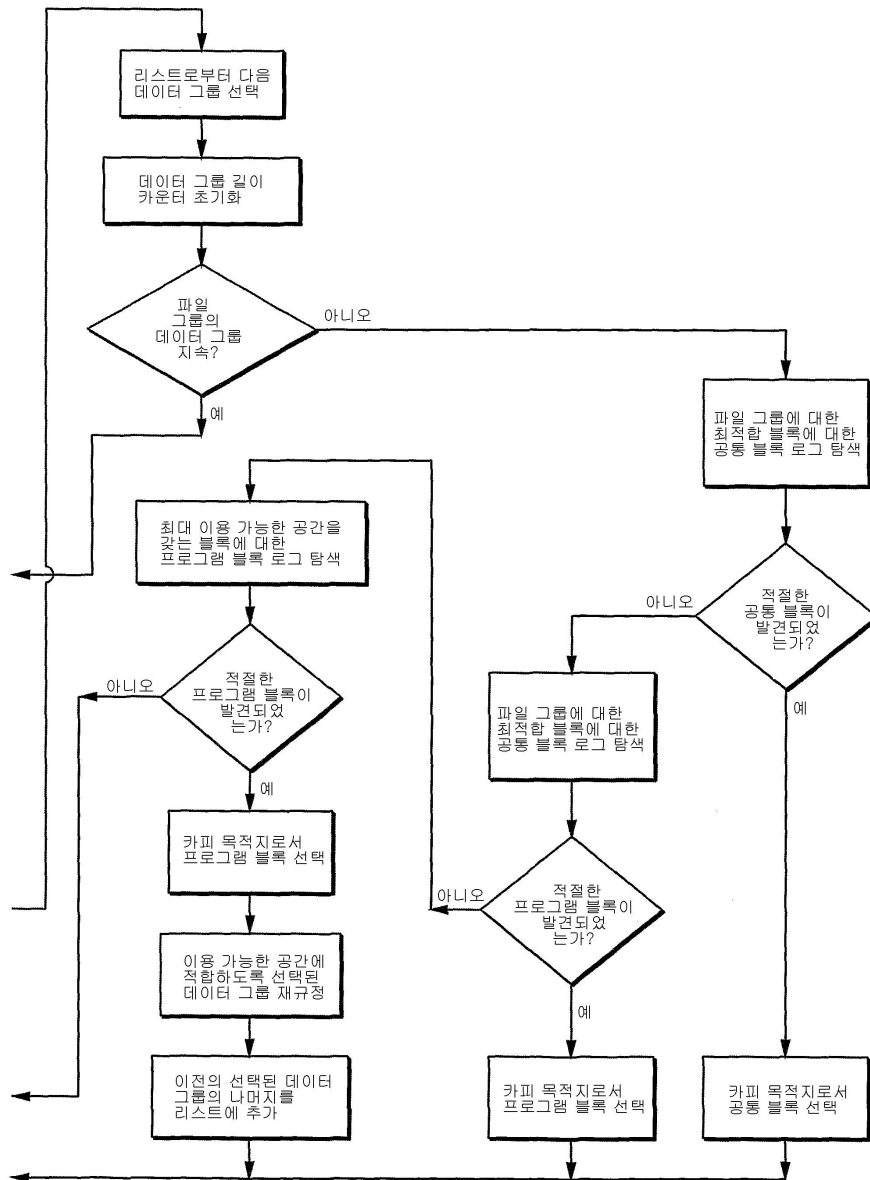 리스트로부터 다음
데이터 그룹 선택
데이터 그룹 길이
카운터 초기화
파일
그룹의
데이터 그룹
지속?
아니오
예
파일 그룹에 대한
최적합 블록에 대한
공통 블록 로그 탐색
최대 이용 가능한 공간을
갖는 블록에 대한
프로그램 블록 로그 탐색
적절한
공통 블록이
발견되었
는가?
아니오
예
적절한
프로그램 블록이
발견되었
는가?
아니오
예
파일 그룹에 대한
최적합 블록에 대한
공통 블록 로그 탐색
카피 목적지로서
프로그램 블록 선택
적절한
프로그램 블록이
발견되었
는가?
아니오
예
이용 가능한 공간에
적합하도록 선택된
데이터 그룹 재규정
이전의 선택된 데이터
그룹의 나머지를
리스트에 추가
카피 목적지로서
프로그램 블록 선택
카피 목적지로서
공통 블록 선택